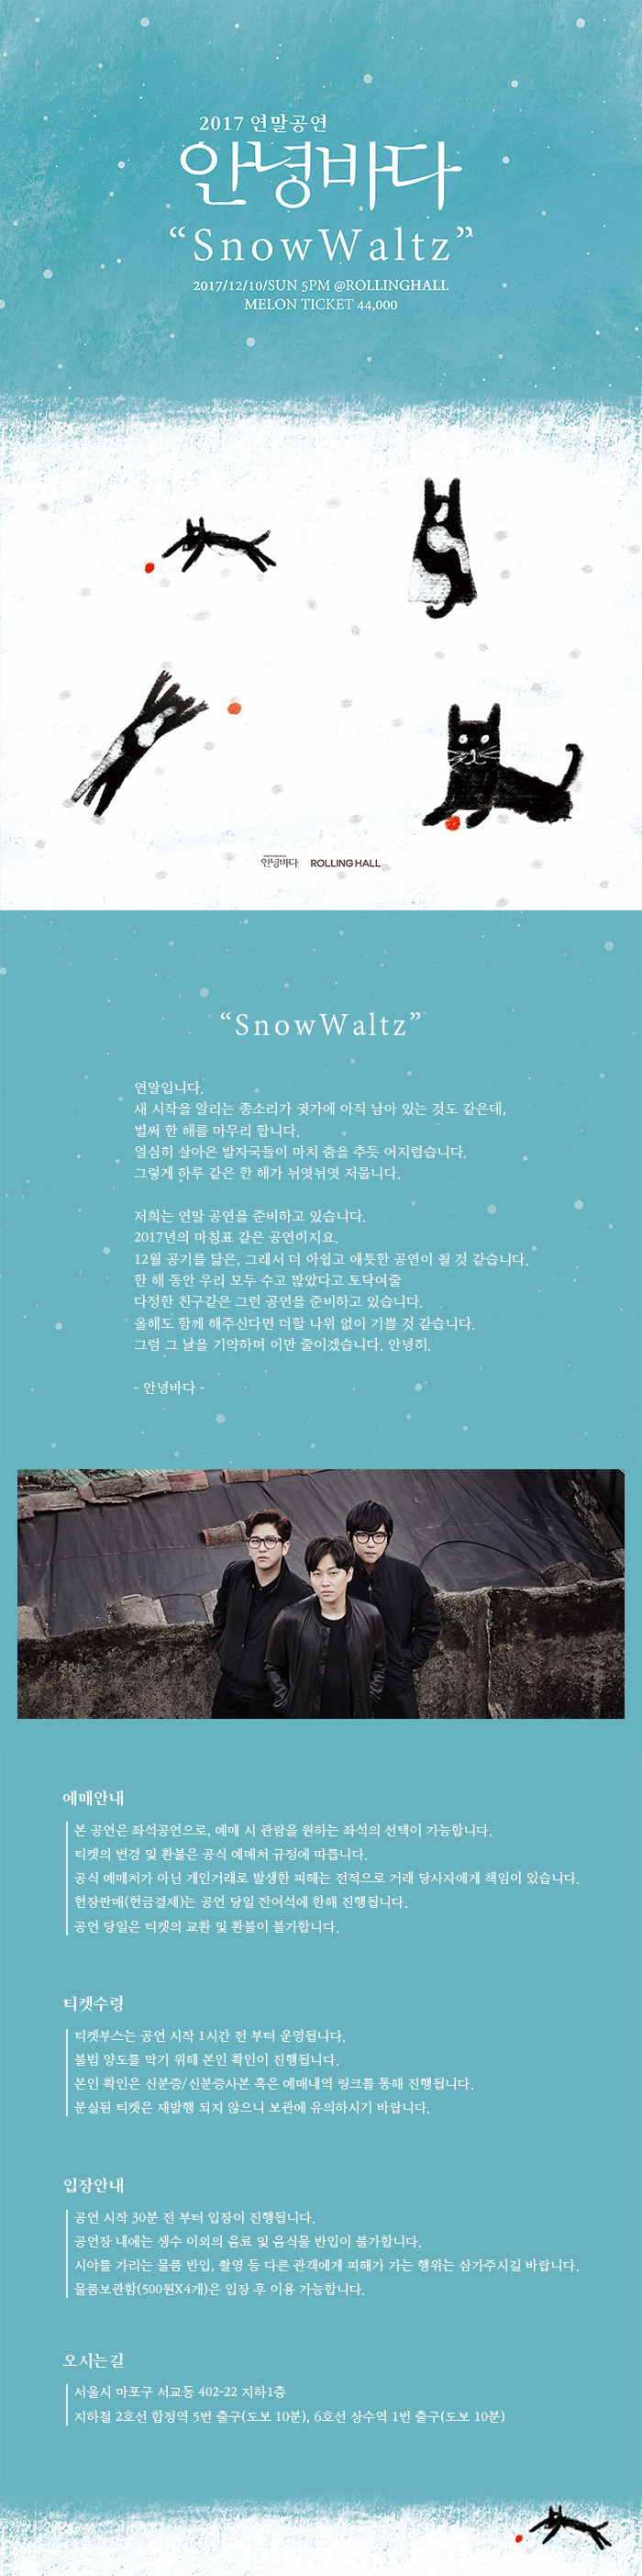 2017 연말공연
안녕바다
“SnowWaltz”
2017/12/10/SUN 5PM @ROLLINGHALL
MELON TICKET 44,000
안녕바다 ROLLING HALL
“SnowWaltz”
연말입니다.
새 시작을 알리는 종소리가 귓가에 아직 남아 있는 것도 같은데,
벌써 한 해를 마무리 합니다.
열심히 살아온 발자국들이 마치 춤을 추듯 어지럽습니다.
그렇게 하루 같은 한 해가 뉘엿뉘엿 저뭅니다.
저희는 연말 공연을 준비하고 있습니다.
2017년의 마침표 같은 공연이지요.
12월 공기를 닮은, 그래서 더 아쉽고 애틋한 공연이 될 것 같습니다.
한 해 동안 우리 모두 수고 많았다고 토닥여줄
다정한 친구같은 그런 공연을 준비하고 있습니다.
올해도 함께 해주신다면 더할 나위 없이 기쁠 것 같습니다.
그럼 그 날을 기약하며 이만 줄이겠습니다. 안녕히.
- 안녕바다 -
예매안내
본 공연은 좌석공연으로, 예매 시 관람을 원하는 좌석의 선택이 가능합니다.
티켓의 변경 및 환불은 공식 예매처 규정에 따릅니다.
공식 예매처가 아닌 개인거래로 발생한 피해는 전적으로 거래 당사자에게 책임이 있습니다.
현장판매(현금결제)는 공연 당일 잔여석에 한해 진행됩니다.
공연 당일은 티켓의 교환 및 환불이 불가합니다.
티켓수령
티켓부스는 공연 시작 1시간 전 부터 운영됩니다.
불법 양도를 막기 위해 본인 확인이 진행됩니다.
본인 확인은 신분증/신분증사본 혹은 예매내역 링크를 통해 진행됩니다.
분실된 티켓은 재발행 되지 않으니 보관에 유의하시기 바랍니다.
입장안내
공연 시작 30분 전 부터 입장이 진행됩니다.
공연장 내에는 생수 이외의 음료 및 음식물 반입이 불가합니다.
시야를 가리는 물품 반입, 촬영 등 다른 관객에게 피해가 가는 행위는 삼가주시길 바랍니다.
물품보관함(500원X4개)은 입장 후 이용 가능합니다.
오시는길
서울시 마포구 서교동 402-22 지하1층
지하철 2호선 합정역 5번 출구(도보 10분), 6호선 상수역 1번 출구(도보 10분)